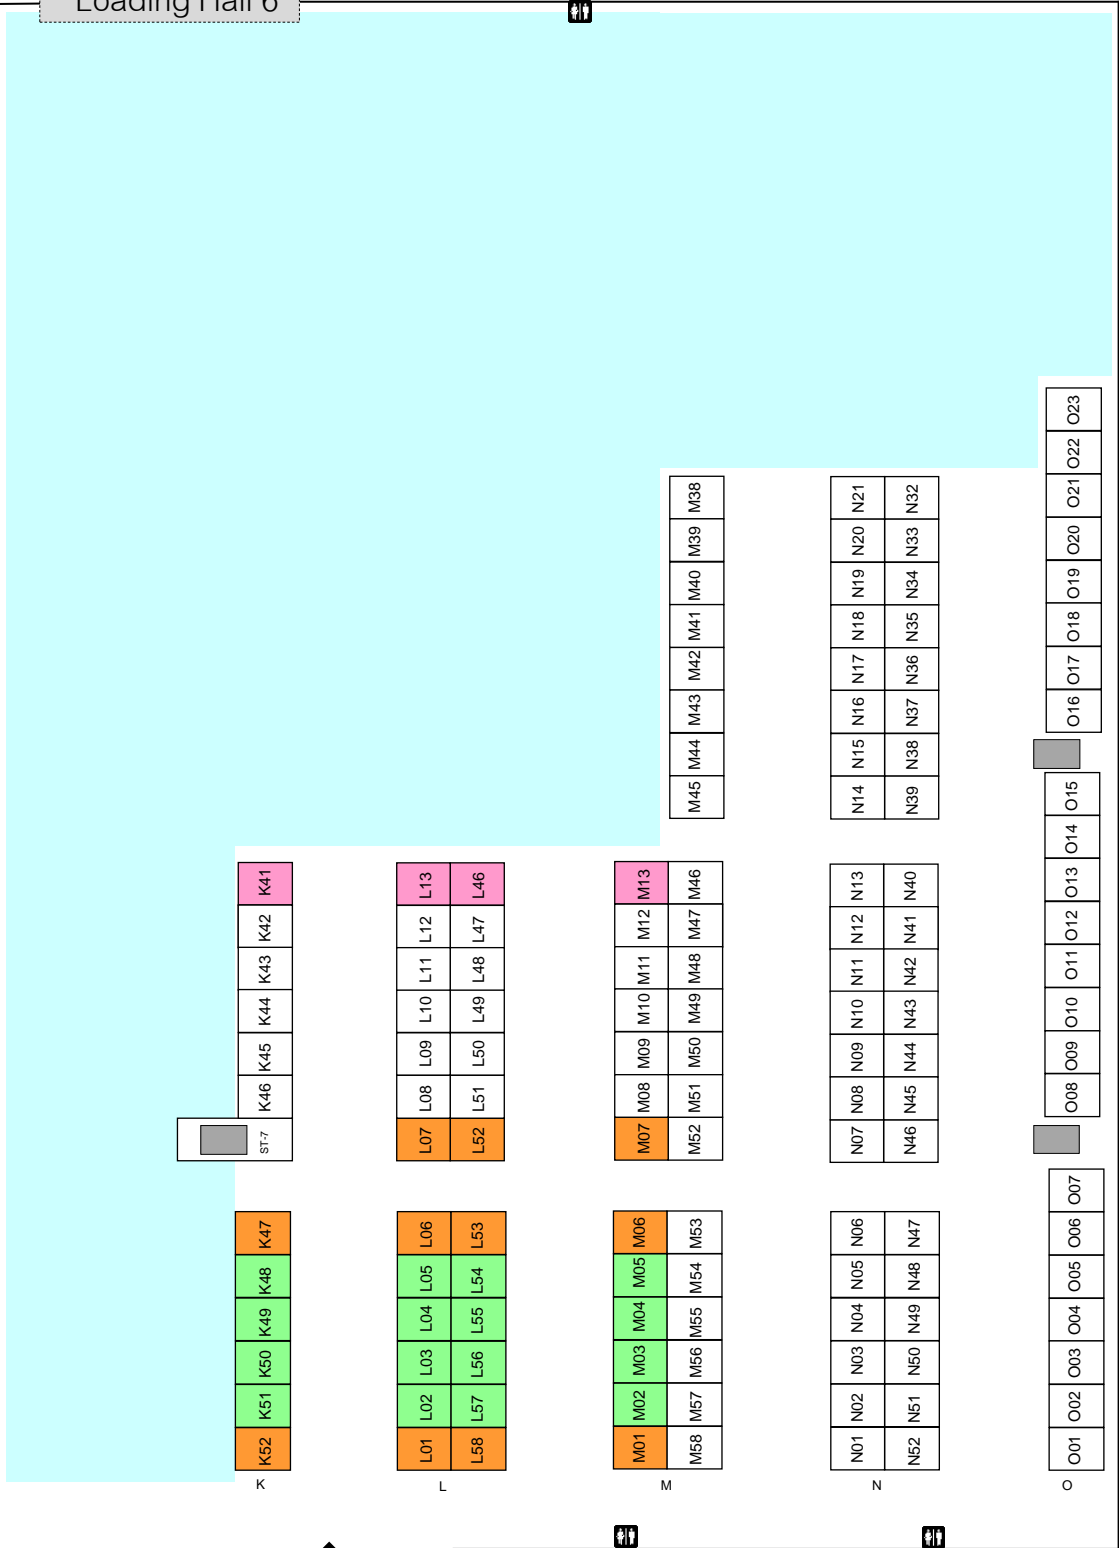 Loading Hall 6
O23
O22
M38 N21 N32 O21
M39 N20 N33 O20
M40 N19 N34 O19
M41 N18 N35 O18
M42 N17 N36 O17
M43 N16 N37 O16
M44 N15 N38
M45 N14 N39 O15
O14
K41 L13 L46 M13 M46 N13 N40 O13
K42 L12 L47 M12 M47 N12 N41 O12
K43 L11 L48 M11 M48 N11 N42 O11
K44 L10 L49 M10 M49 N10 N43 O10
K45 L09 L50 M09 M50 N09 N44 O09
K46 L08 L51 M08 M51 N08 N45 O08
ST-7 L07 L52 M07 M52 N07 N46
O07
K47 L06 L53 M06 M53 N06 N47 O06
K48 L05 L54 M05 M54 N05 N48 O05
K49 L04 L55 M04 M55 N04 N49 O04
K50 L03 L56 M03 M56 N03 N50 O03
K51 L02 L57 M02 M57 N02 N51 O02
K52 L01 L58 M01 M58 N01 N52 O01
K L M N O